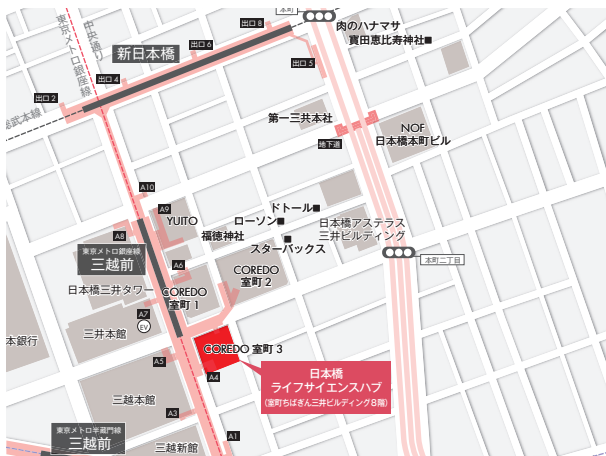 本町
出口 8
肉のハナマサ
寶田恵比寿神社
東京メトロ銀座線
中央通り
新日本橋
出口 6
出口 5
出口 4
出口 2
総武本線
第一三共本社
地下道
NOF
日本橋本町ビル
A10
A9
YUITO
A8
ドトール
ローソン
福徳神社
スターバックス
日本橋アステラス
三井ビルディング
本町二丁目
東京メトロ銀座線
三越前
A6
日本橋三井タワー
COREDO
室町 1
COREDO
室町 2
A7
EV
三井本館
本銀行
COREDO 室町 3
A5
A4
日本橋
ライフサイエンスハブ
(室町ちばぎん三井ビルディング8階)
三越本館
A3
東京メトロ半蔵門線
三越前
三越新館
A1